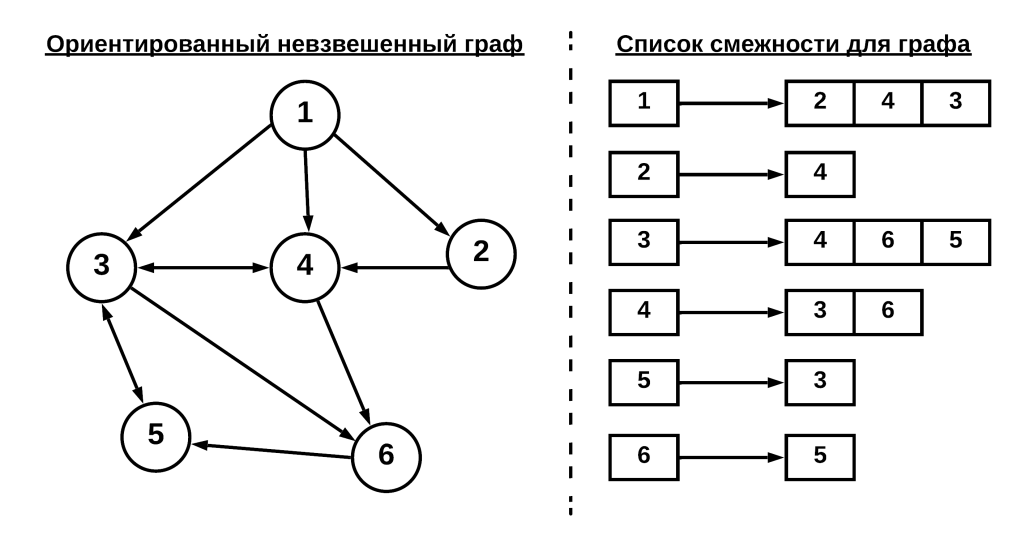 Ориентированный невзвешенный граф
1
3
4
2
5
6
Список смежности для графа
1 2 4 3
2 4
3 4 6 5
4 3 6
5 3
6 5